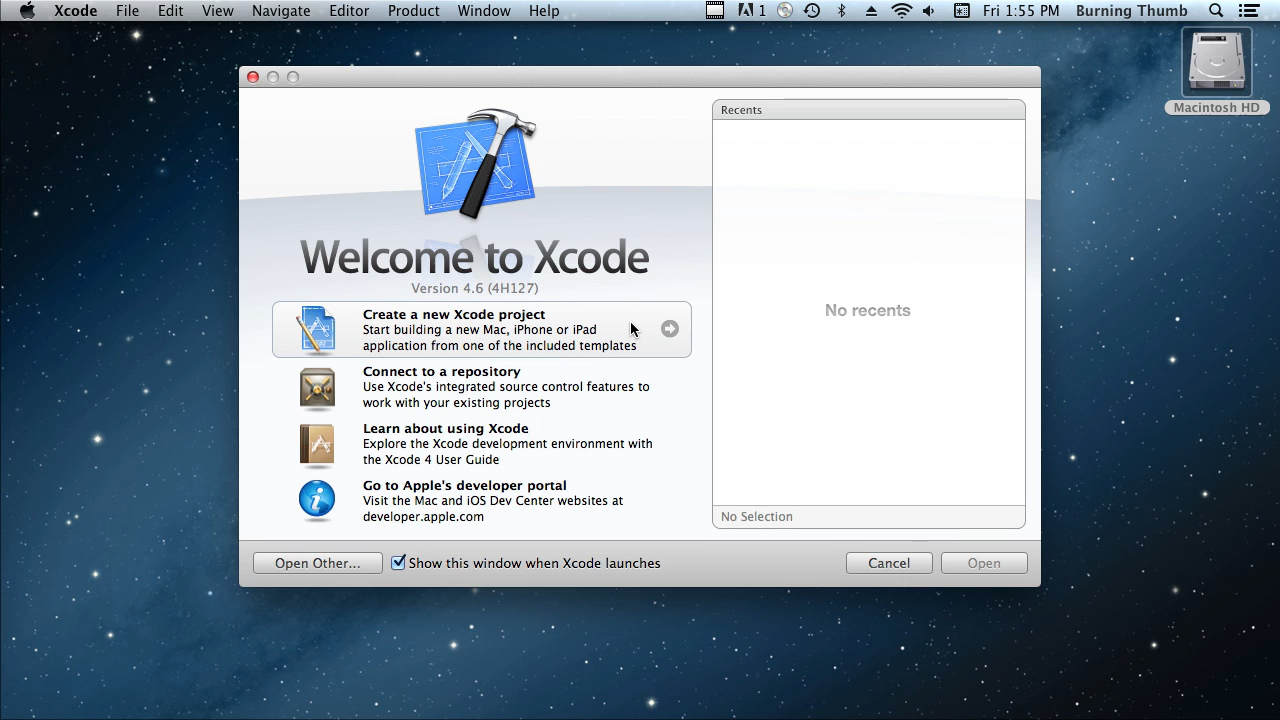 Xcode File Edit View Navigate Editor Product Window Help 1 Fri 1:55 PM Burning Thumb
Macintosh HD
Welcome to Xcode
Version 4.6 (4H127)
Create a new Xcode project
Start building a new Mac, iPhone or iPad
application from one of the included templates
Connect to a repository
Use Xcode's integrated source control features to
work with your existing projects
Learn about using Xcode
Explore the Xcode development environment with
the Xcode 4 User Guide
Go to Apple's developer portal
Visit the Mac and iOS Dev Center websites at
developer.apple.com
Recents
No recents
No Selection
Open Other...
Show this window when Xcode launches
Cancel
Open